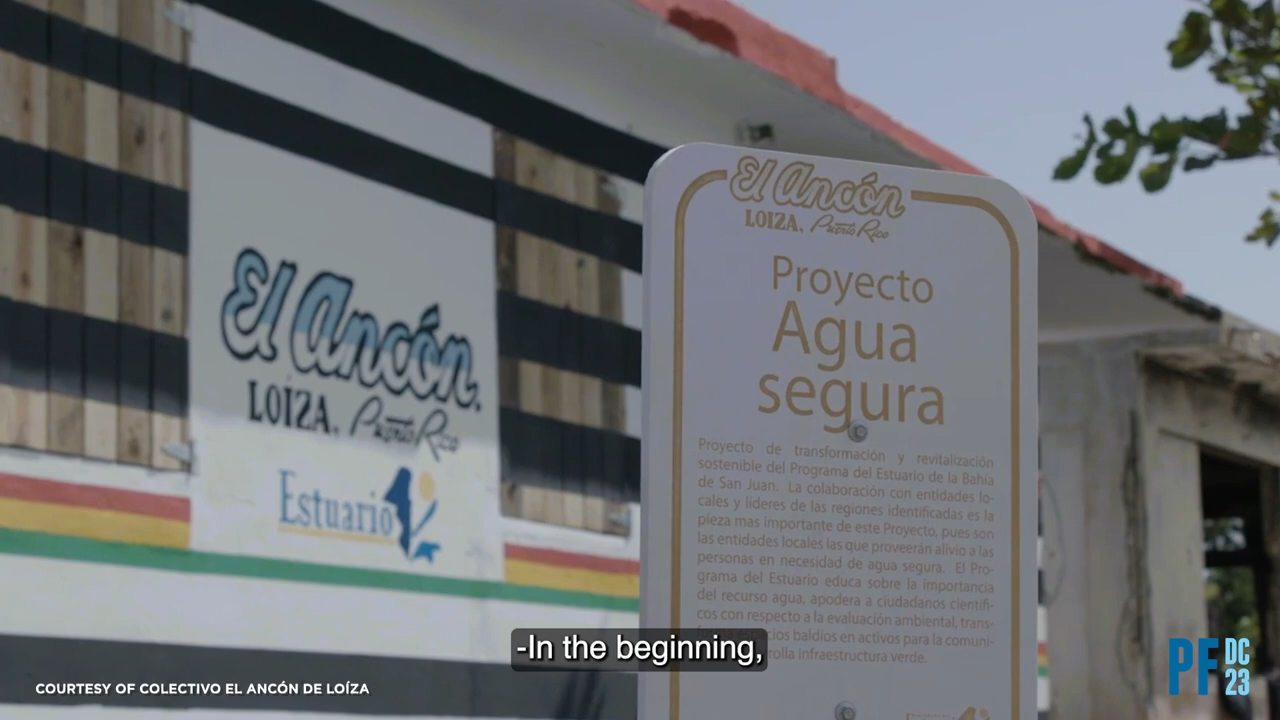 El Ancón.
LOÍZA, Puerto Rico
Estuario
El Ancón
LOIZA, Puerto Rico
Proyecto
Agua
segura
Proyecto de transformación y revitalización
sostenible del Programa del Estuario de la Bahía
de San Juan. La colaboración con entidades lo-
cales y líderes de las regiones identificadas es la
pieza mas importante de este Proyecto, pues son
las entidades locales las que proveerán alivio a las
personas en necesidad de agua segura. El Pro-
grama del Estuario educa sobre la importancia
del recurso agua, apodera a ciudadanos científi-
cos con respecto a la evaluación ambiental, trans-
baldíos en activos para la comuni-
Infraestructura verde.
-In the beginning,
COURTESY OF COLECTIVO EL ANCÓN DE LOÍZA
PF DC
23